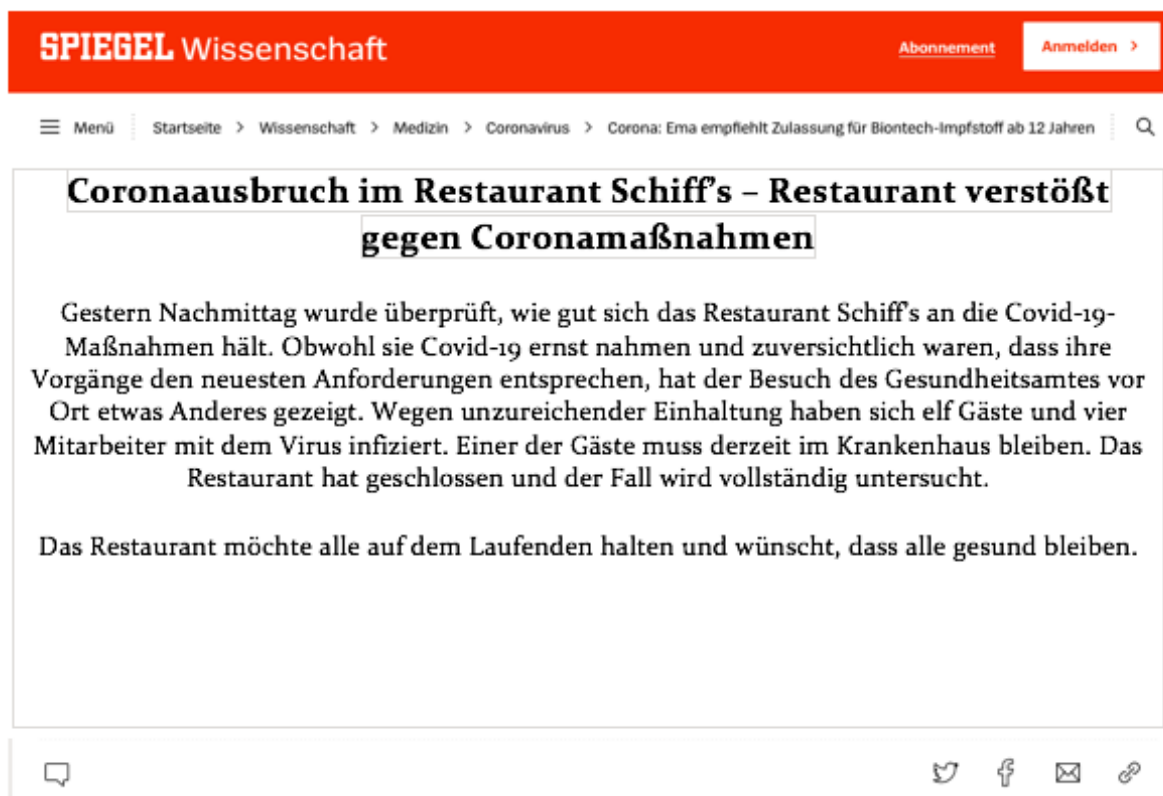 SPIEGEL Wissenschaft
Abonnement
Anmelden >
Menü
Startseite > Wissenschaft > Medizin > Coronavirus > Corona: Ema empfiehlt Zulassung für Biontech-Impfstoff ab 12 Jahren
Coronaausbruch im Restaurant Schiff's – Restaurant verstößt
gegen Coronamaßnahmen
Gestern Nachmittag wurde überprüft, wie gut sich das Restaurant Schiff's an die Covid-19-
Maßnahmen hält. Obwohl sie Covid-19 ernst nahmen und zuversichtlich waren, dass ihre
Vorgänge den neuesten Anforderungen entsprechen, hat der Besuch des Gesundheitsamtes vor
Ort etwas Anderes gezeigt. Wegen unzureichender Einhaltung haben sich elf Gäste und vier
Mitarbeiter mit dem Virus infiziert. Einer der Gäste muss derzeit im Krankenhaus bleiben. Das
Restaurant hat geschlossen und der Fall wird vollständig untersucht.
Das Restaurant möchte alle auf dem Laufenden halten und wünscht, dass alle gesund bleiben.